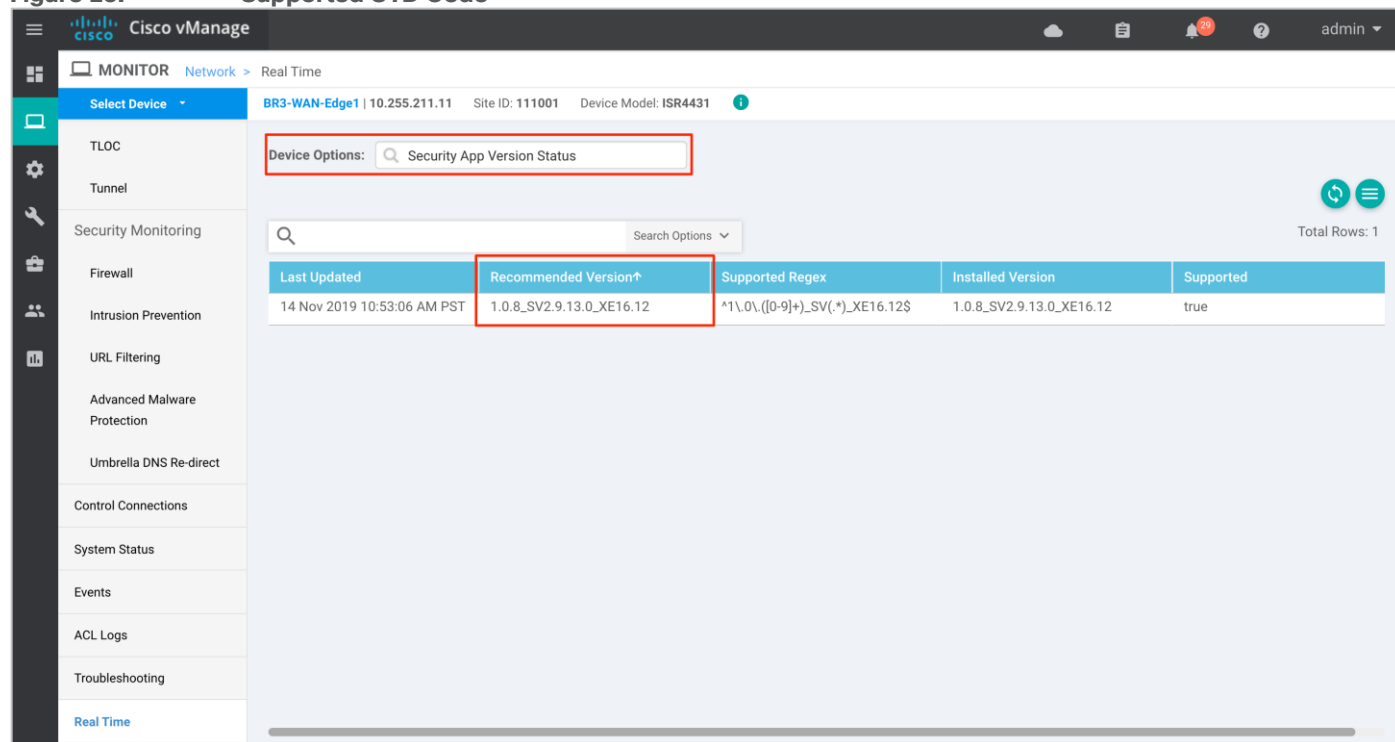 Cisco vManage
cisco
29
admin
MONITOR Network > Real Time
Select Device
BR3-WAN-Edge1 | 10.255.211.11 Site ID: 111001 Device Model: ISR4431 i
TLOC
Tunnel
Security Monitoring
Firewall
Intrusion Prevention
URL Filtering
Advanced Malware
Protection
Umbrella DNS Re-direct
Control Connections
System Status
Events
ACL Logs
Troubleshooting
Real Time
Device Options: Security App Version Status
Search Options
Total Rows: 1
Last Updated Recommended Version↑ Supported Regex Installed Version Supported
14 Nov 2019 10:53:06 AM PST 1.0.8_SV2.9.13.0_XE16.12 ^1\.0\.([0-9]+)_SV(.*)_XE16.12$ 1.0.8_SV2.9.13.0_XE16.12 true